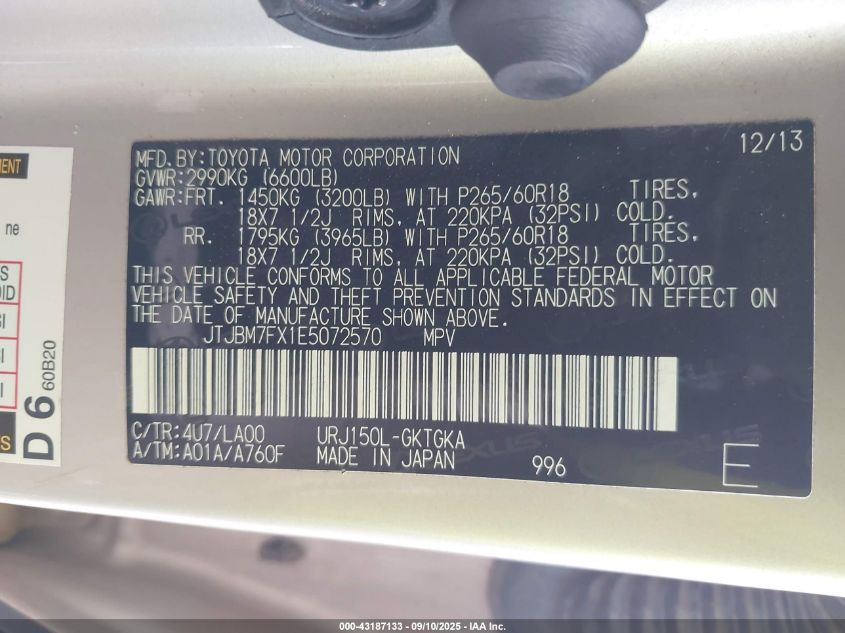 12/13
MFD.BY:TOYOTA MOTOR CORPORATION
GVWR:2990KG (6600LB)
GAWR:FRT. 1450KG (3200LB) WITH P265/60R18 TIRES,
18X7 1/2J RIMS, AT 220KPA (32PSI) COLD.
RR. 1795KG (3965LB) WITH P265/60R18 TIRES,
18X7 1/2J RIMS, AT 220KPA (32PSI) COLD.
THIS VEHICLE CONFORMS TO ALL APPLICABLE FEDERAL MOTOR
VEHICLE SAFETY AND THEFT PREVENTION STANDARDS IN EFFECT ON
THE DATE OF MANUFACTURE SHOWN ABOVE.
JTJBM7FX1E5072570 MPV
C/TR:4U7/LA00 URJ150L-GKTGKA
A/TM:A01A/A760F MADE IN JAPAN 996 E
ne
D 6 60B20
000-43187133 - 09/10/2025 - IAA Inc.